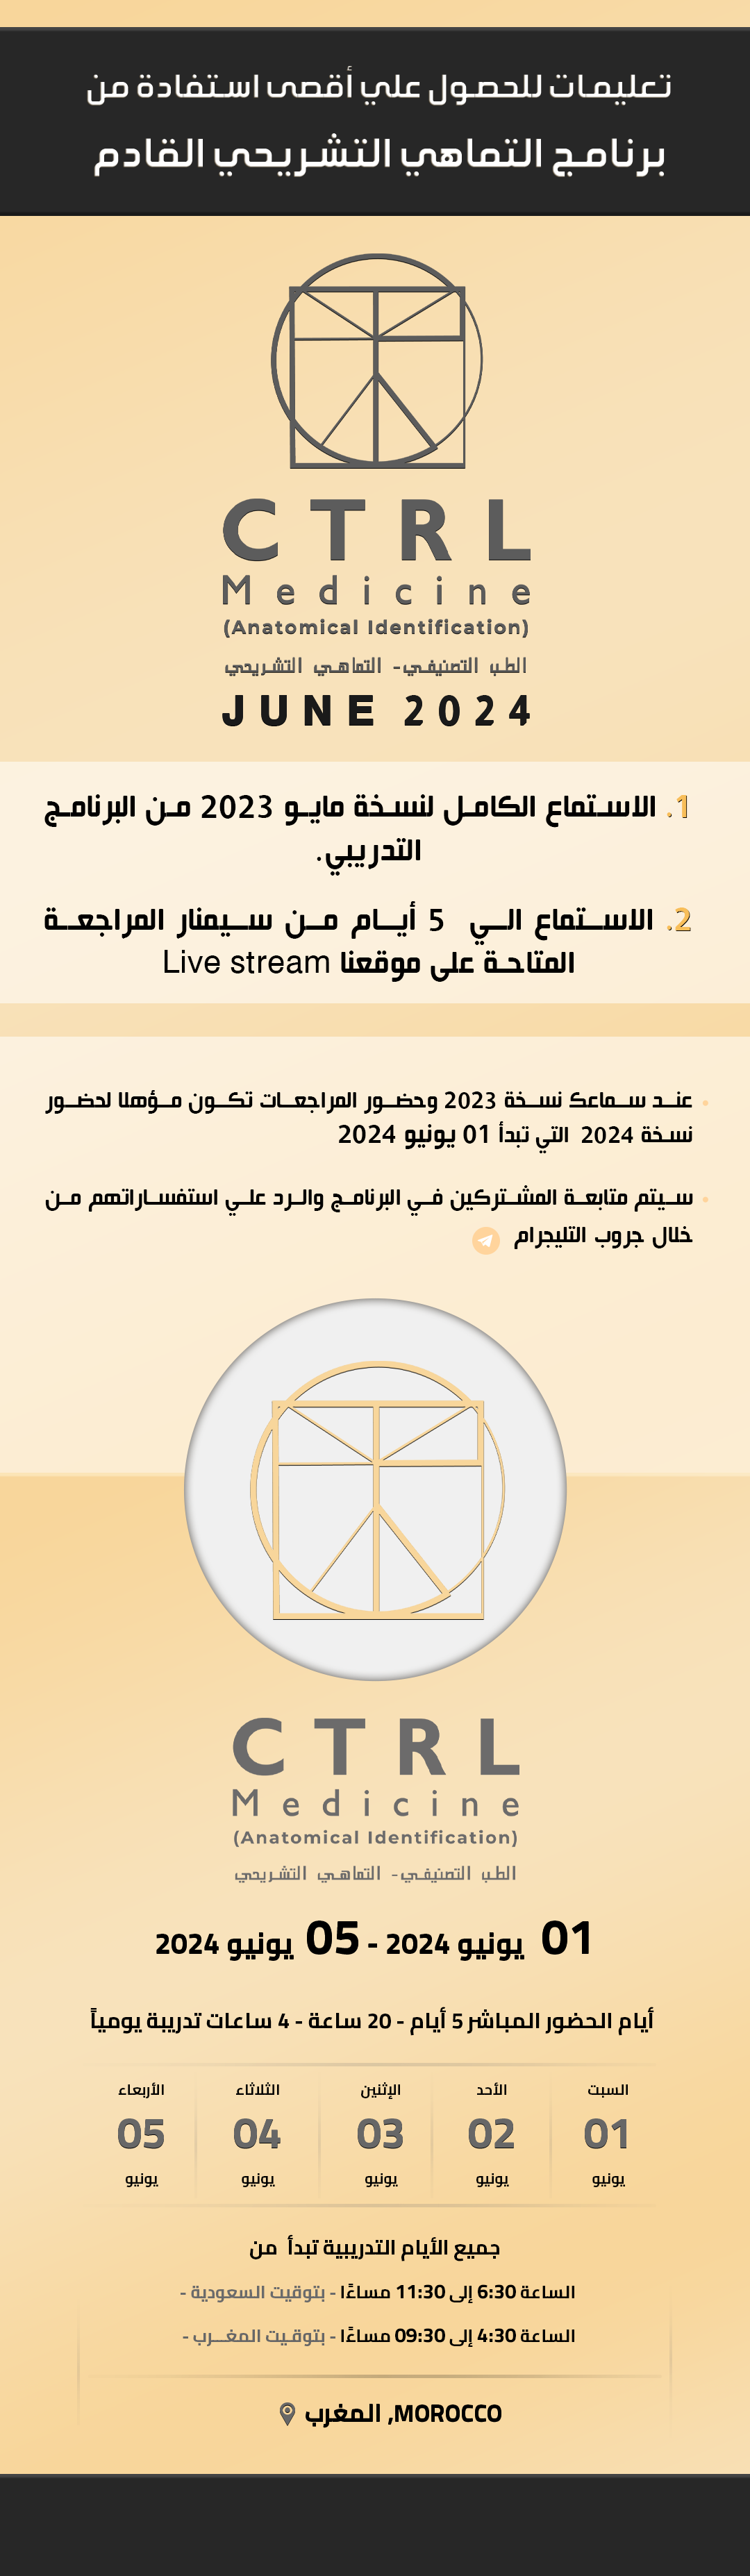 تعليمات للحصول علي أقصى استفادة من
برنامج التماهي التشريحي القادم
CTRL
Medicine
(Anatomical Identification)
الطب التصنيفي- التماهي التشريحي
JUNE 2024
1. الاستماع الكامل لنسخة مايو 2023 من البرنامج
التدريبي.
2. الاستماع الي 5 أيام من سيمنار المراجعة
المتاحة على موقعنا Live stream
• عند سماعك نسخة 2023 وحضور المراجعات تكون مؤهلا لحضور
نسخة 2024 التي تبدأ 01 يونيو 2024
• سيتم متابعة المشتركين في البرنامج والرد علي استفساراتهم من
خلال جروب التليجرام
CTRL
Medicine
(Anatomical Identification)
الطب التصنيفي- التماهي التشريحي
01 يونيو 2024 - 05 يونيو 2024
أيام الحضور المباشر 5 أيام - 20 ساعة - 4 ساعات تدريبة يومياً
السبت الأحد الإثنين الثلاثاء الأربعاء
01 02 03 04 05
يونيو يونيو يونيو يونيو يونيو
جميع الأيام التدريبية تبدأ من
الساعة 6:30 إلى 11:30 مساءًا - بتوقيت السعودية -
الساعة 4:30 إلى 09:30 مساءًا - بتوقيت المغرب -
MOROCCO, المغرب